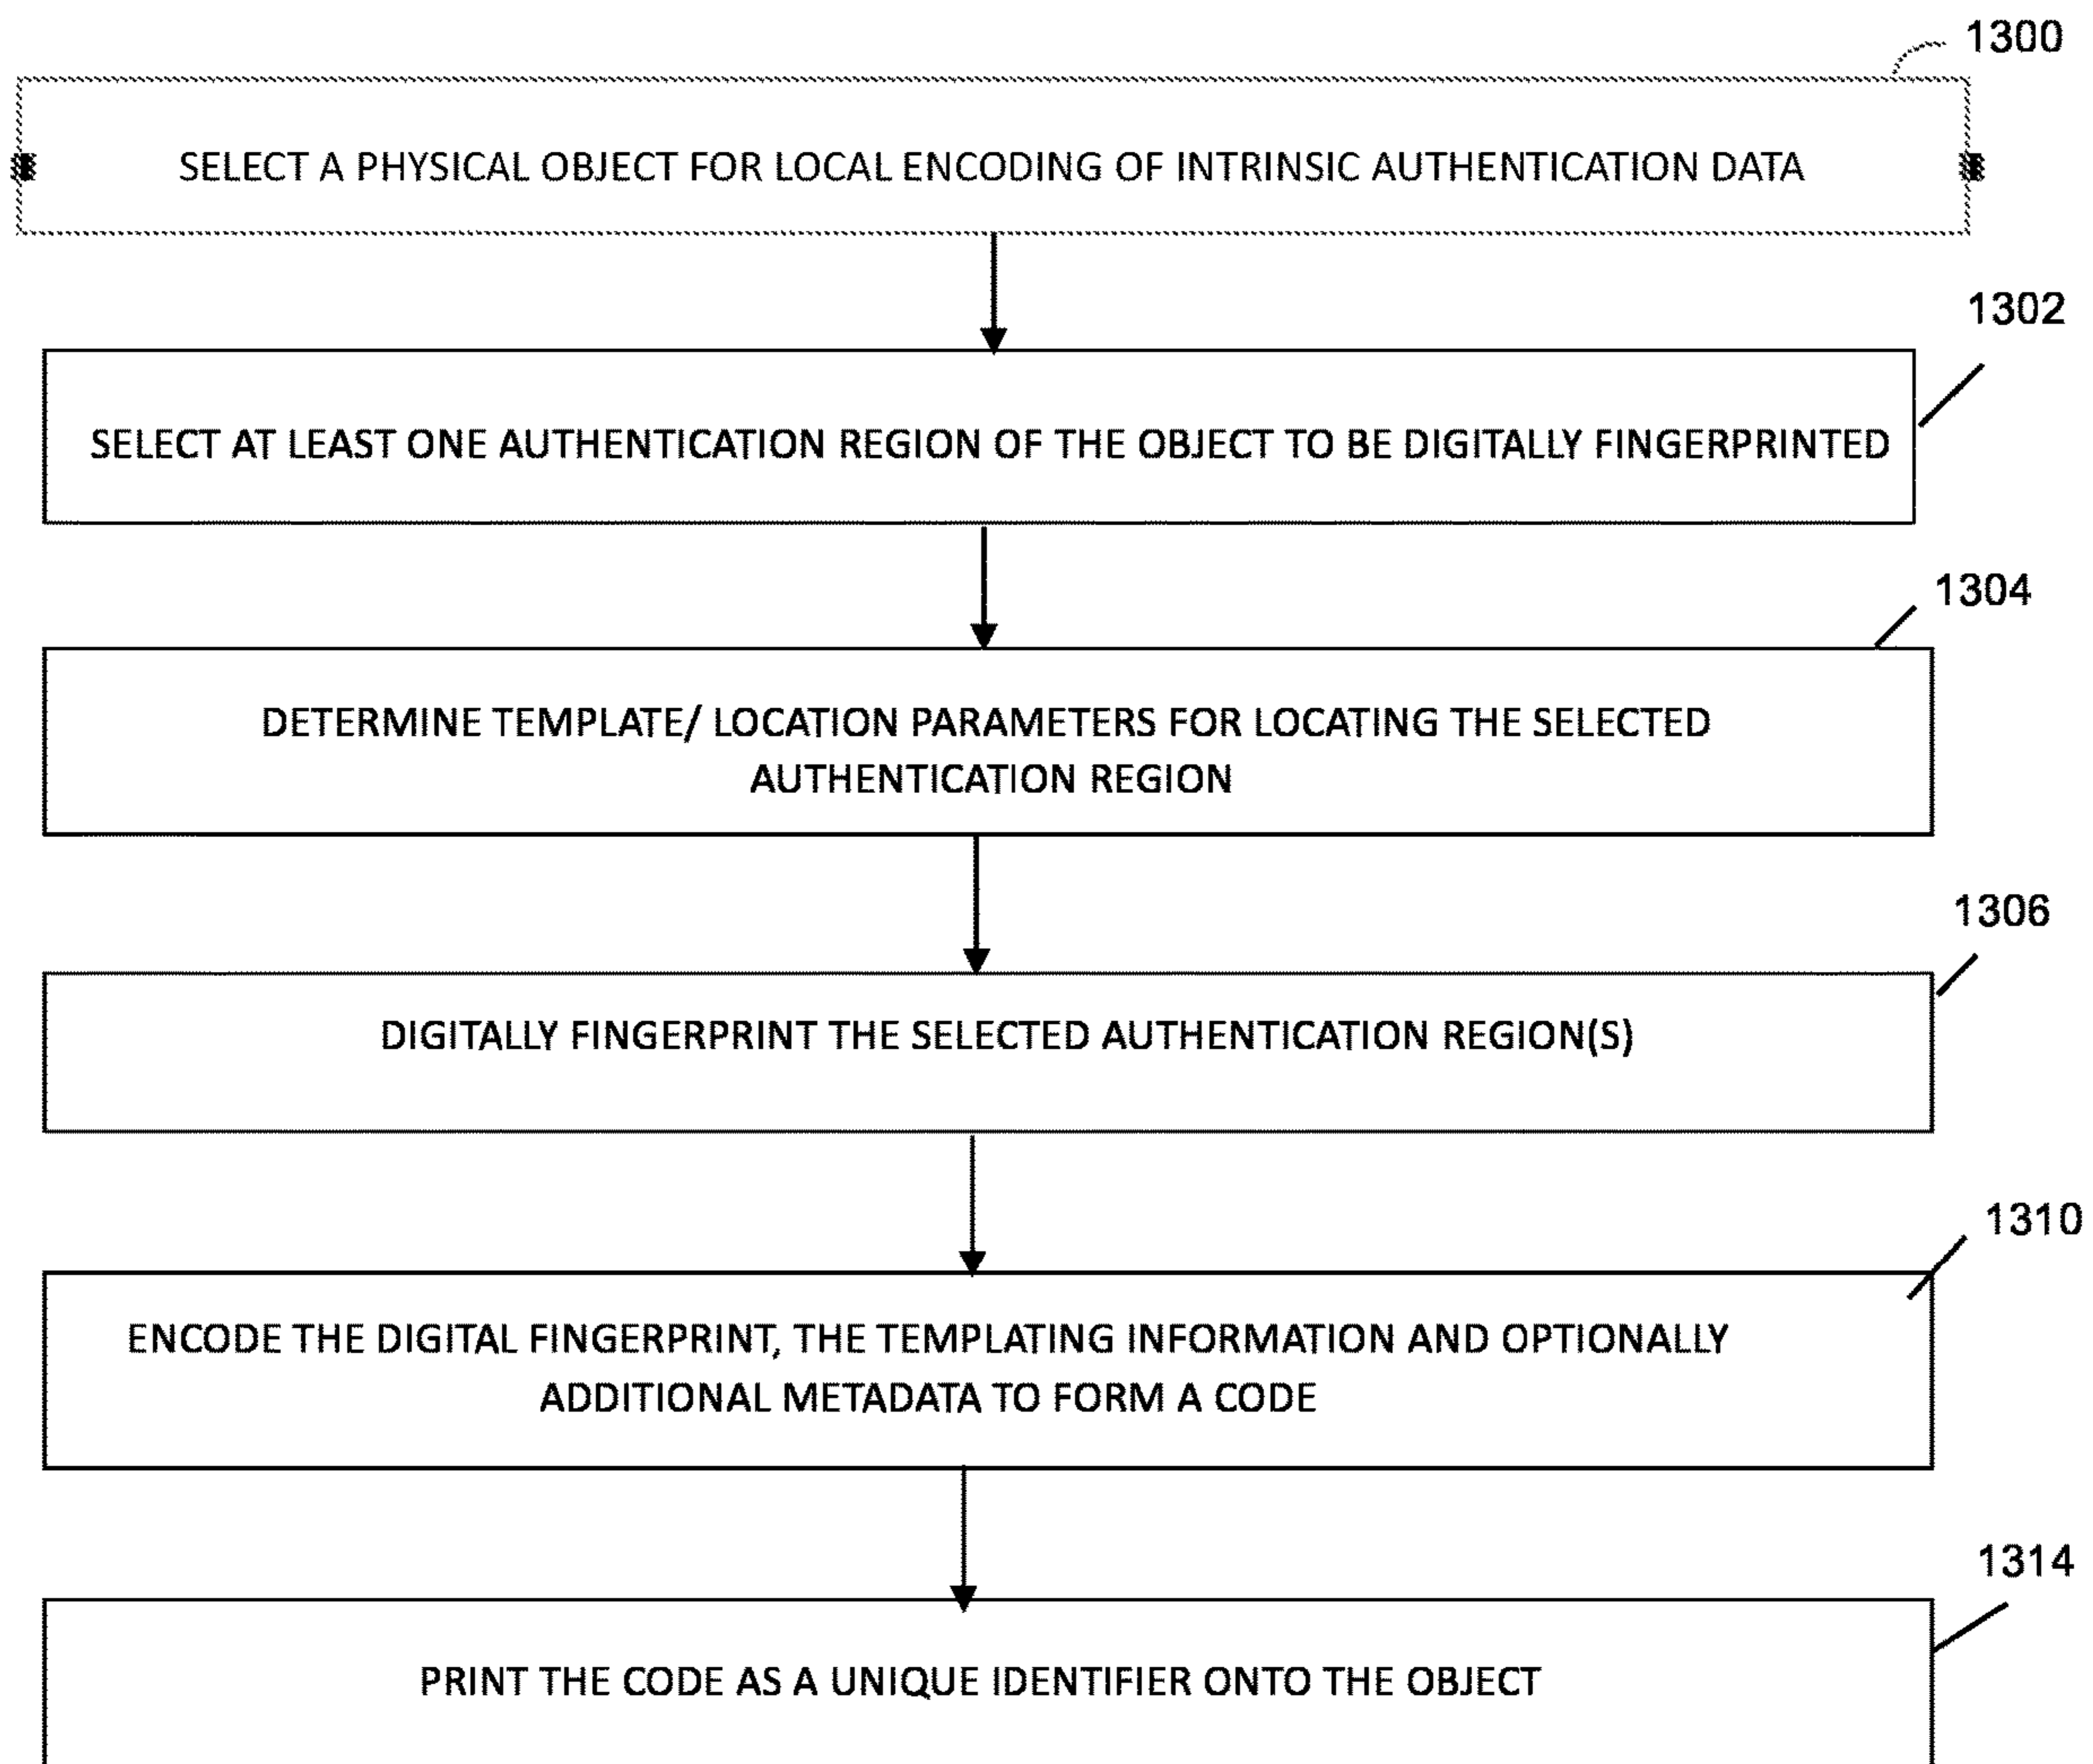 1300
SELECT A PHYSICAL OBJECT FOR LOCAL ENCODING OF INTRINSIC AUTHENTICATION DATA
1302
SELECT AT LEAST ONE AUTHENTICATION REGION OF THE OBJECT TO BE DIGITALLY FINGERPRINTED
1304
DETERMINE TEMPLATE/ LOCATION PARAMETERS FOR LOCATING THE SELECTED
AUTHENTICATION REGION
1306
DIGITALLY FINGERPRINT THE SELECTED AUTHENTICATION REGION(S)
1310
ENCODE THE DIGITAL FINGERPRINT, THE TEMPLATING INFORMATION AND OPTIONALLY
ADDITIONAL METADATA TO FORM A CODE
1314
PRINT THE CODE AS A UNIQUE IDENTIFIER ONTO THE OBJECT